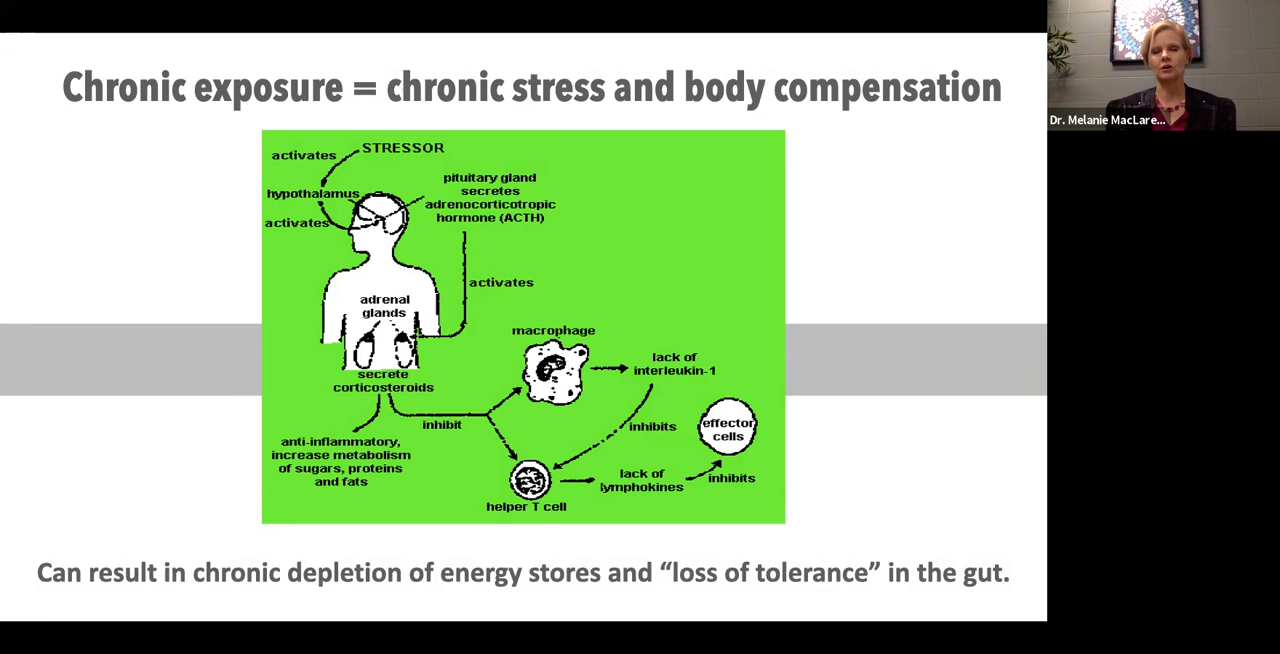 Chronic exposure = chronic stress and body compensation
Dr. Melanie MacLare...
activates
STRESSOR
hypothalamus
activates
pituitary gland
secretes
adrenocorticotropic
hormone (ACTH)
activates
adrenal
glands
secrete
corticosteroids
inhibit
anti-inflammatory,
increase metabolism
of sugars, proteins
and fats
macrophage
lack of
interleukin-1
inhibits
helper T cell
lack of
lymphokines
inhibits
effector
cells
Can result in chronic depletion of energy stores and “loss of tolerance” in the gut.